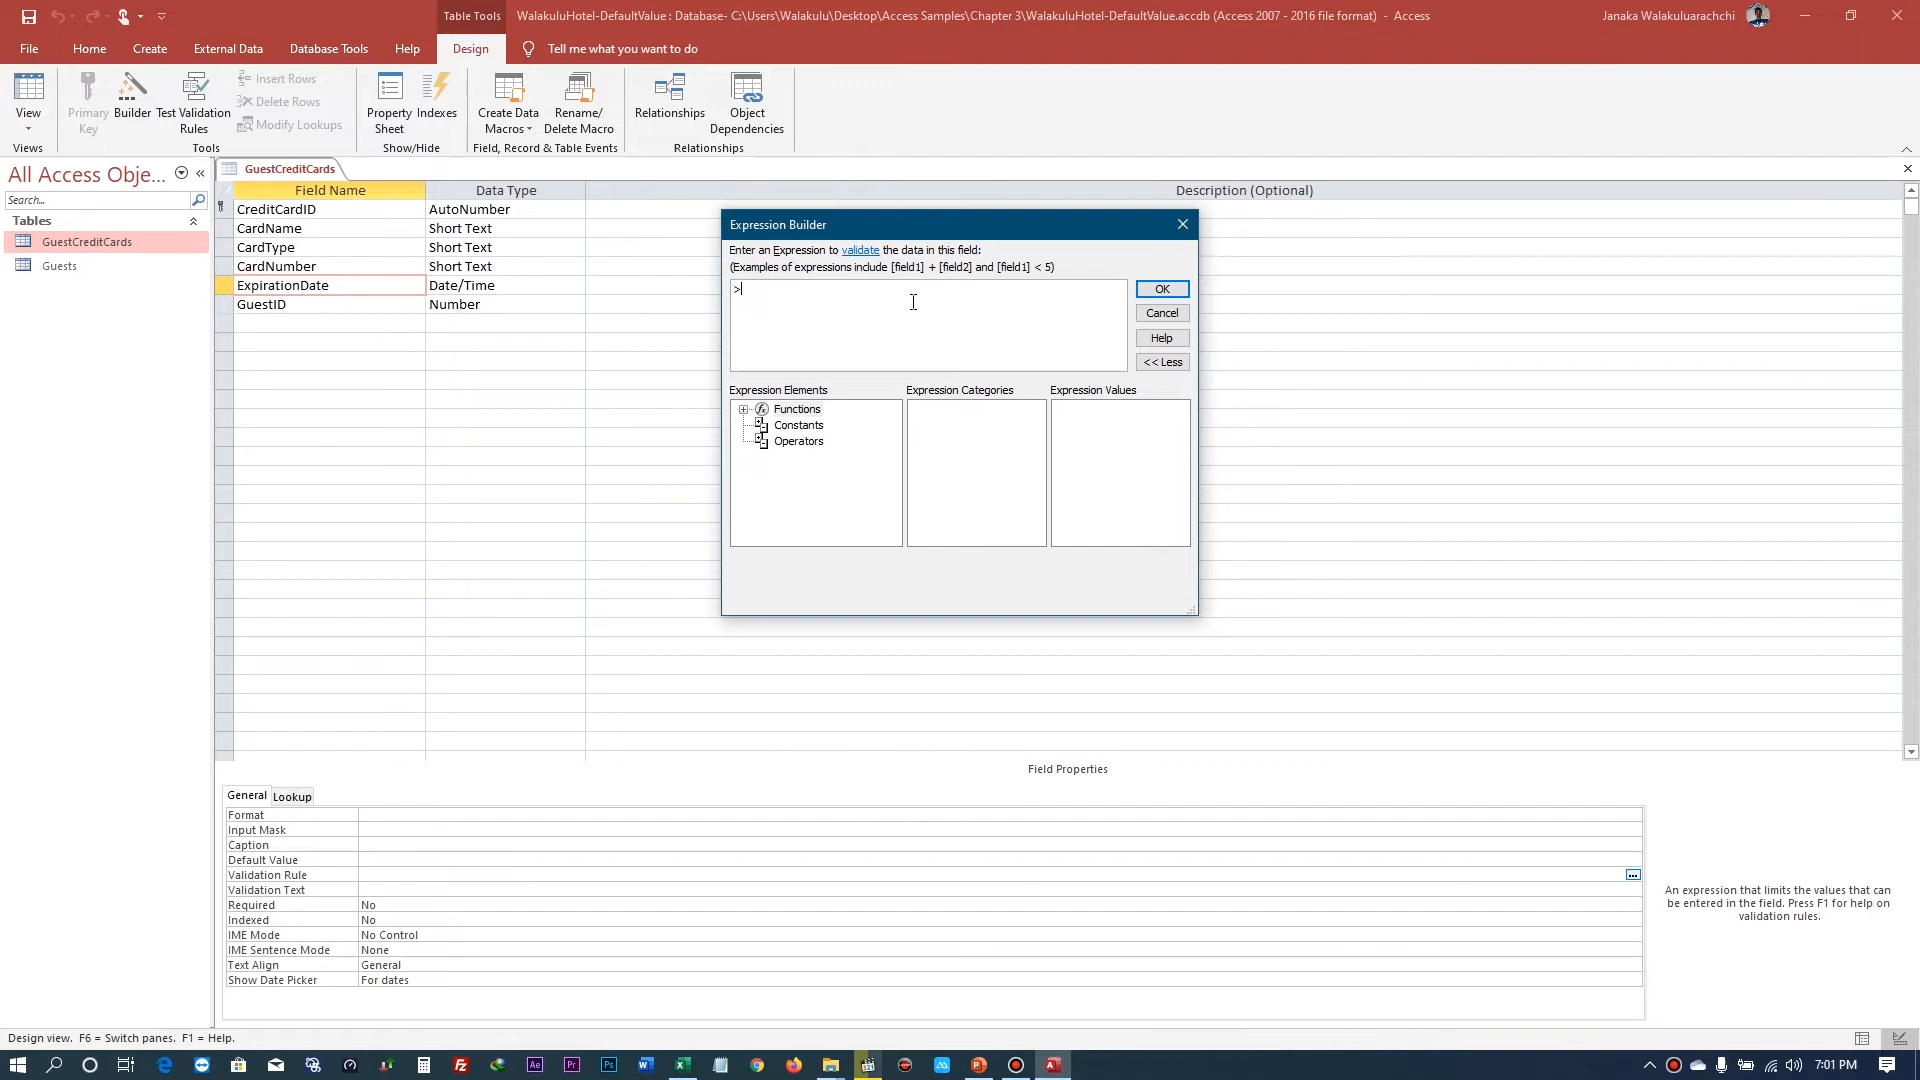 Table Tools
WalakuluHotel-DefaultValue : Database- C:\Users\Walakulu\Desktop\Access Samples\Chapter 3\WalakuluHotel-DefaultValue.accdb (Access 2007 - 2016 file format) - Access
Janaka Walakuluarachchi
File Home Create External Data Database Tools Help Design Tell me what you want to do
View
Primary Key
Builder
Test Validation Rules
Insert Rows
Delete Rows
Modify Lookups
Property Sheet
Indexes
Create Data Macros
Rename/ Delete Macro
Relationships
Object Dependencies
Views Tools Show/Hide Field, Record & Table Events Relationships
All Access Obje...
Search...
Tables
GuestCreditCards
Guests
GuestCreditCards
Field Name Data Type Description (Optional)
CreditCardID AutoNumber
CardName Short Text
CardType Short Text
CardNumber Short Text
ExpirationDate Date/Time
GuestID Number
Expression Builder
Enter an Expression to validate the data in this field:
(Examples of expressions include [field1] + [field2] and [field1] < 5)
>
OK
Cancel
Help
<< Less
Expression Elements Expression Categories Expression Values
Functions
Constants
Operators
Field Properties
General Lookup
Format
Input Mask
Caption
Default Value
Validation Rule
Validation Text
Required No
Indexed No
IME Mode No Control
IME Sentence Mode None
Text Align General
Show Date Picker For dates
An expression that limits the values that can
be entered in the field. Press F1 for help on
validation rules.
Design view. F6 = Switch panes. F1 = Help.
7:01 PM